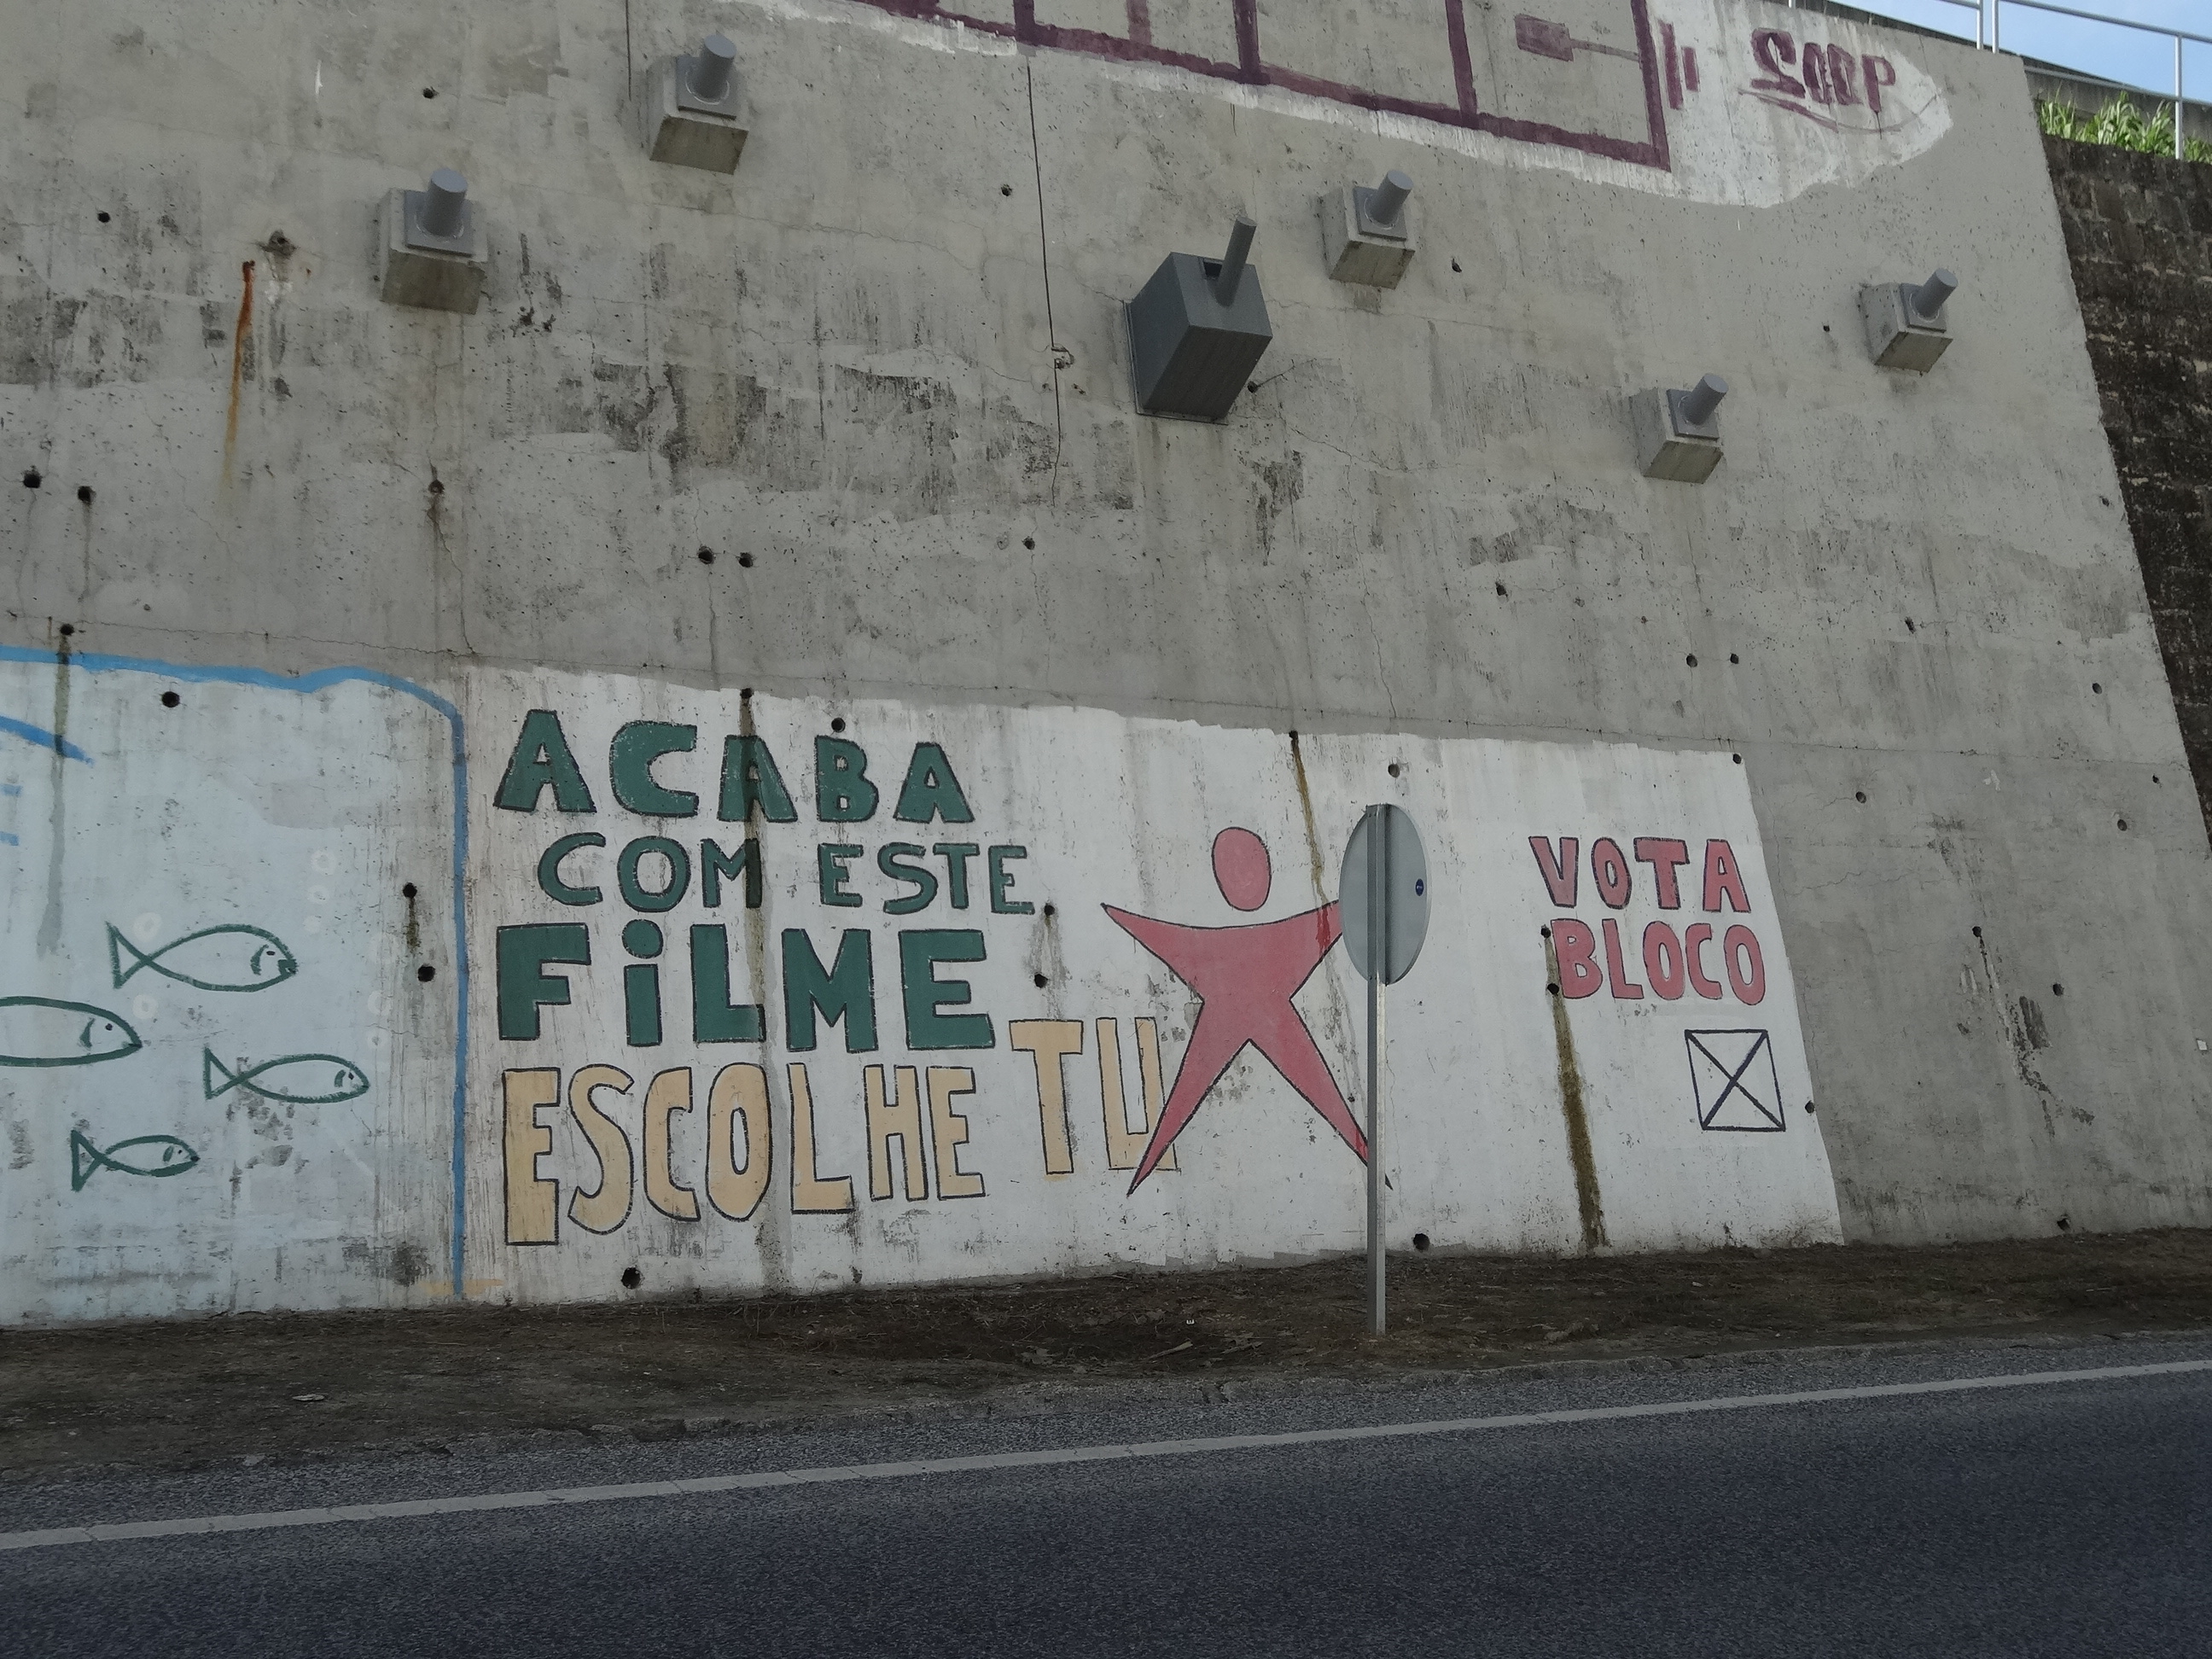 ACABA
COM ESTE
FiLME
ESCOLHE TU
VOTA
BLOCO